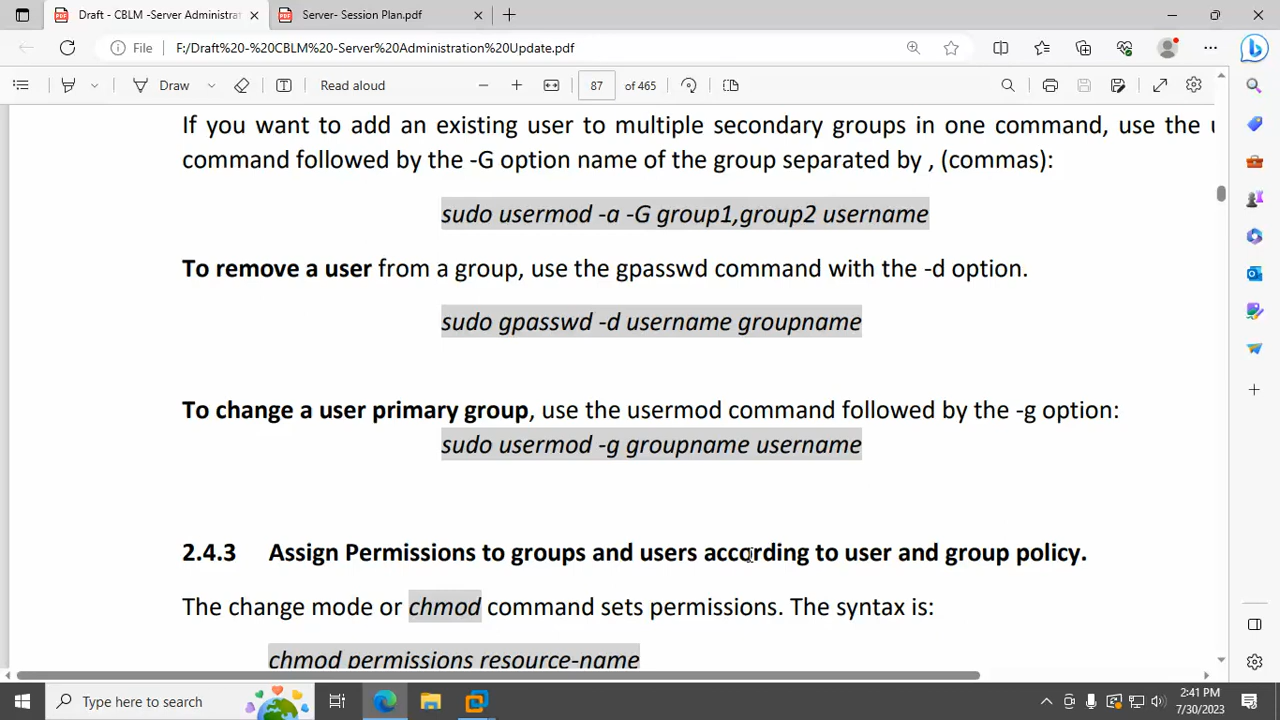 Draft - CBLM -Server Administra
Server- Session Plan.pdf
File
F:/Draft%20-%20CBLM%20-Server%20Administration%20Update.pdf
Draw
Read aloud
87
of 465
If you want to add an existing user to multiple secondary groups in one command, use the
command followed by the -G option name of the group separated by , (commas):
sudo usermod -a -G group1,group2 username
To remove a user from a group, use the gpasswd command with the -d option.
sudo gpasswd -d username groupname
To change a user primary group, use the usermod command followed by the -g option:
sudo usermod -g groupname username
2.4.3 Assign Permissions to groups and users according to user and group policy.
The change mode or chmod command sets permissions. The syntax is:
chmod permissions resource-name
Type here to search
2:41 PM
7/30/2023